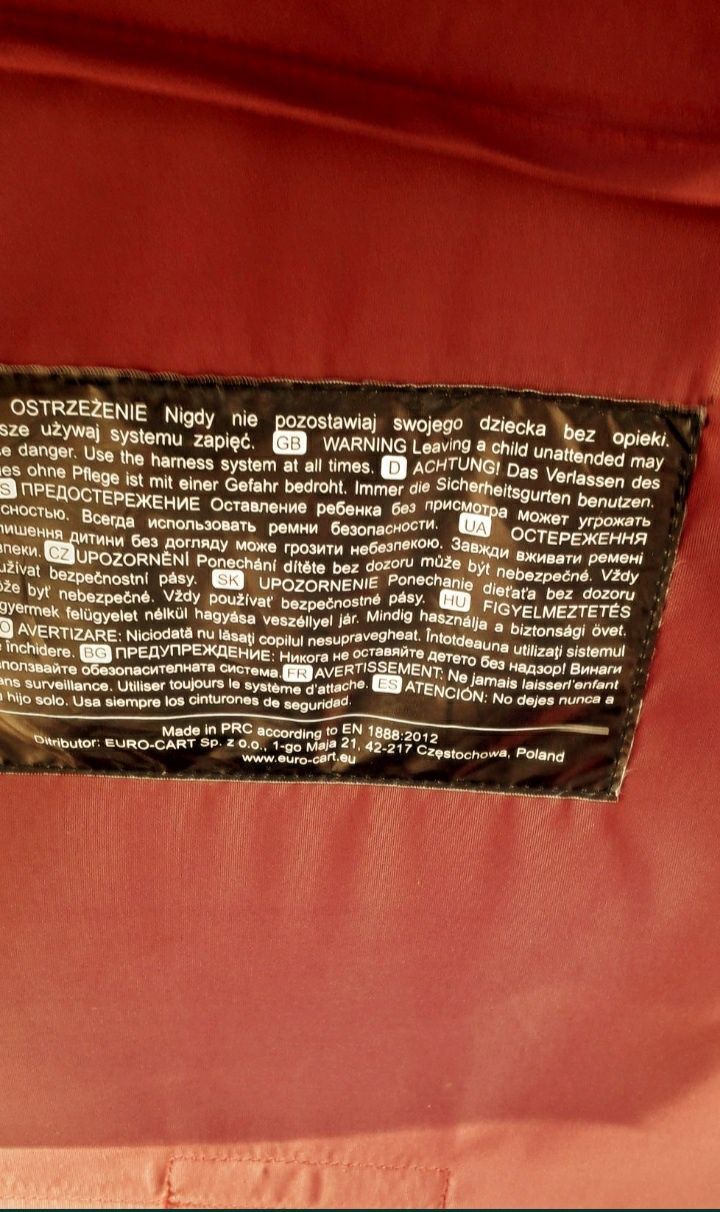 OSTRZEŻENIE Nigdy nie pozostawiaj swojego dziecka bez opieki.
sze używaj systemu zapięć. GB WARNING Leaving a child unattended may
e danger. Use the harness system at all times. D ACHTUNG! Das Verlassen des
es ohne Pflege ist mit einer Gefahr bedroht. Immer die Sicherheitsgurten benutzen.
S ПРЕДОСТЕРЕЖЕНИЕ Оставление ребенка без присмотра может угрожать
сностью. Всегда использовать ремни безопасности. UA ОСТЕРЕЖЕННЯ
лишення дитини без догляду може грозити небезпекою. Завжди вживати ремені
зпеки. CZ UPOZORNĚNÍ Ponechání dítěte bez dozoru může být nebezpečné. Vždy
užívat bezpečnostní pásy. SK UPOZORNENIE Ponechanie dieťaťa bez dozoru
ôže byť nebezpečné. Vždy používať bezpečnostné pásy. HU FIGYELMEZTETÉS
gyermek felügyelet nélkül hagyása veszéllyel jár. Mindig használja a biztonsági övet.
O AVERTIZARE: Niciodată nu lăsaţi copilul nesupravegheat. Întotdeauna utilizaţi sistemul
închidere. BG ПРЕДУПРЕЖДЕНИЕ: Никога не оставяйте детето без надзор! Винаги
използвайте обезопасителната система. FR AVERTISSEMENT: Ne jamais laisser l'enfant
ans surveillance. Utiliser toujours le système d'attache. ES ATENCIÓN: No dejes nunca a
hijo solo. Usa siempre los cinturones de seguridad.
Made in PRC according to EN 1888:2012
Ditributor: EURO-CART Sp. z o.o., 1-go Maja 21, 42-217 Częstochowa, Poland
www.euro-cart.eu